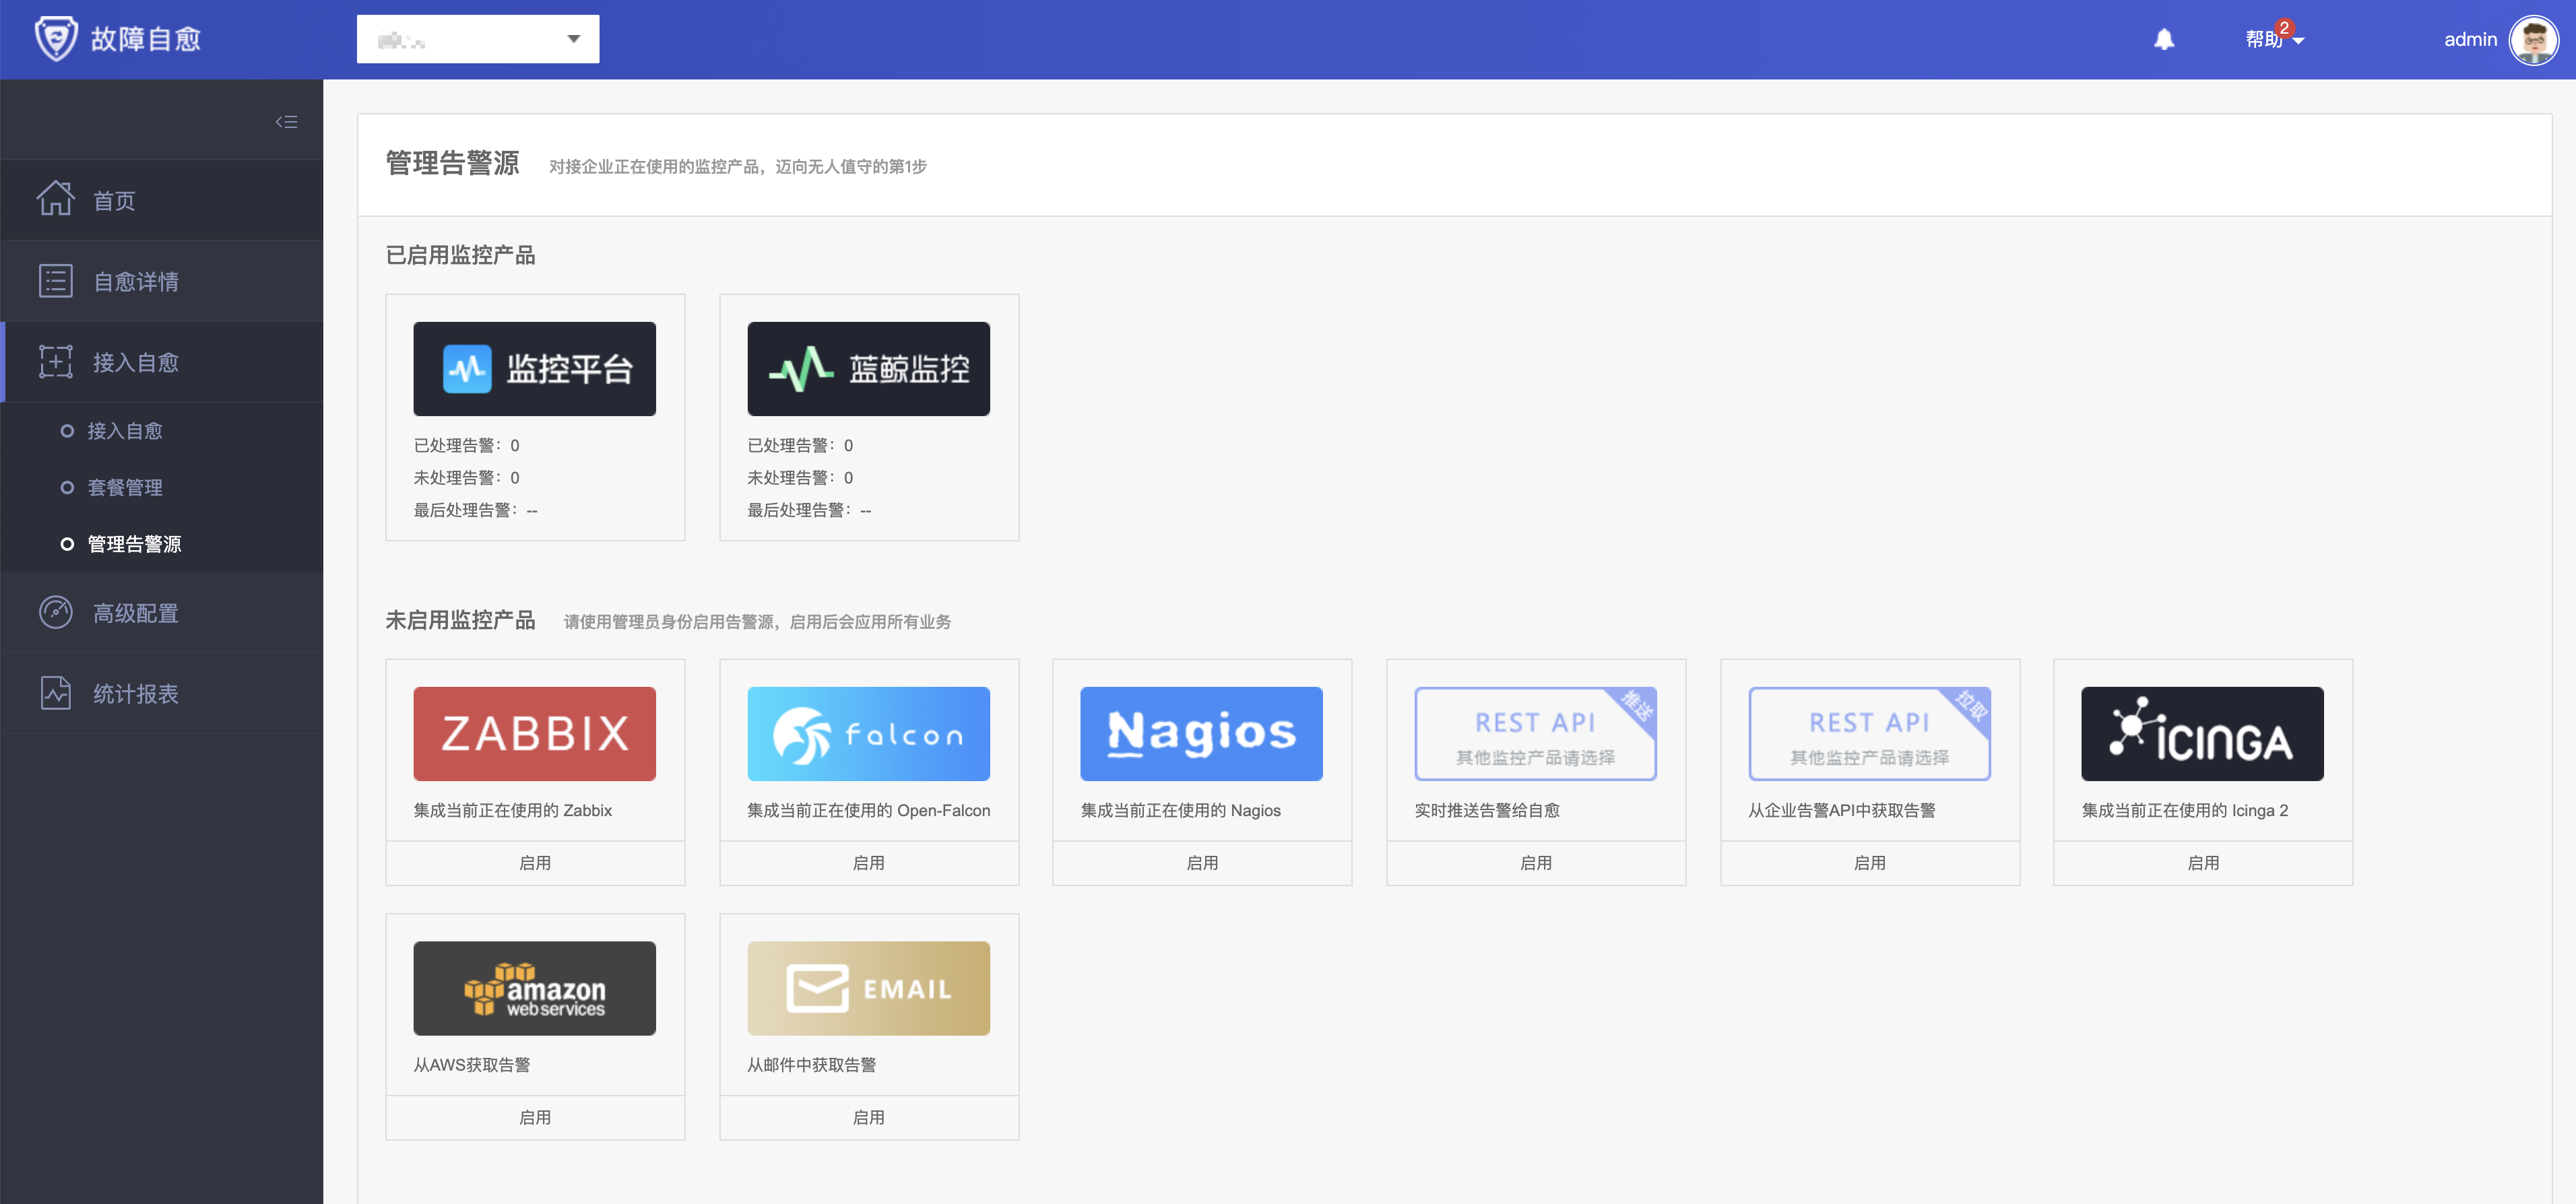 故障自愈
帮助 2
admin
首页
自愈详情
接入自愈
接入自愈
套餐管理
管理告警源
高级配置
统计报表
管理告警源 对接企业正在使用的监控产品，迈向无人值守的第1步
已启用监控产品
监控平台
已处理告警：0
未处理告警：0
最后处理告警：--
蓝鲸监控
已处理告警：0
未处理告警：0
最后处理告警：--
未启用监控产品 请使用管理员身份启用告警源，启用后会应用所有业务
ZABBIX
集成当前正在使用的 Zabbix
启用
falcon
集成当前正在使用的 Open-Falcon
启用
Nagios
集成当前正在使用的 Nagios
启用
推送
REST API
其他监控产品请选择
实时推送告警给自愈
启用
拉取
REST API
其他监控产品请选择
从企业告警API中获取告警
启用
ICINGA
集成当前正在使用的 Icinga 2
启用
amazon
web services
从AWS获取告警
启用
EMAIL
从邮件中获取告警
启用